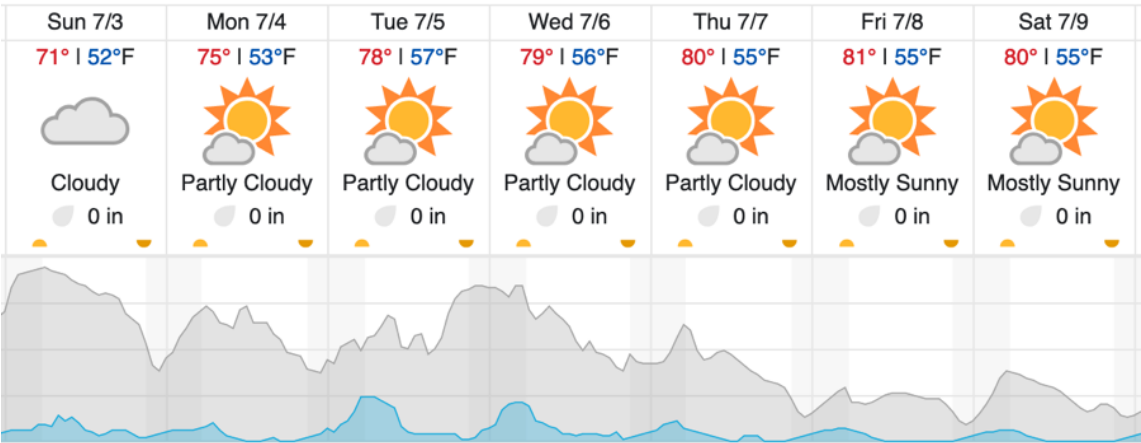 Sun 7/3 Mon 7/4 Tue 7/5 Wed 7/6 Thu 7/7 Fri 7/8 Sat 7/9
71° | 52°F 75° | 53°F 78° | 57°F 79° | 56°F 80° | 55°F 81° | 55°F 80° | 55°F
Cloudy Partly Cloudy Partly Cloudy Partly Cloudy Partly Cloudy Mostly Sunny Mostly Sunny
0 in 0 in 0 in 0 in 0 in 0 in 0 in